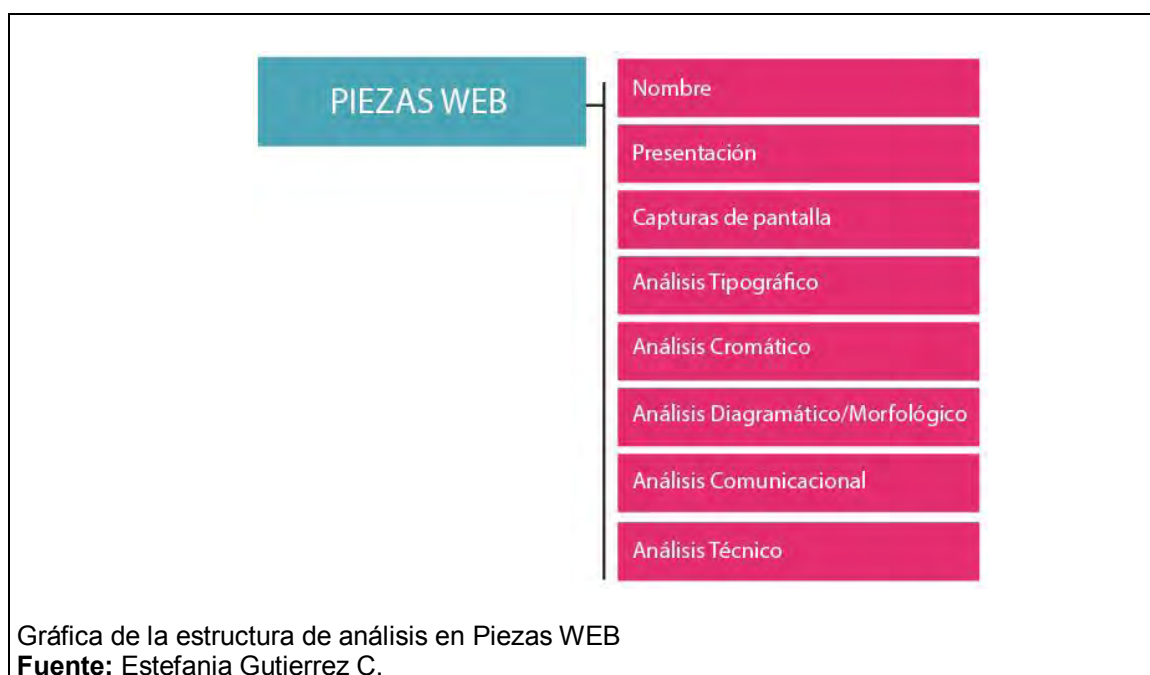 PIEZAS WEB
Nombre
Presentación
Capturas de pantalla
Análisis Tipográfico
Análisis Cromático
Análisis Diagramático/Morfológico
Análisis Comunicacional
Análisis Técnico
Gráfica de la estructura de análisis en Piezas WEB
Fuente: Estefania Gutierrez C.